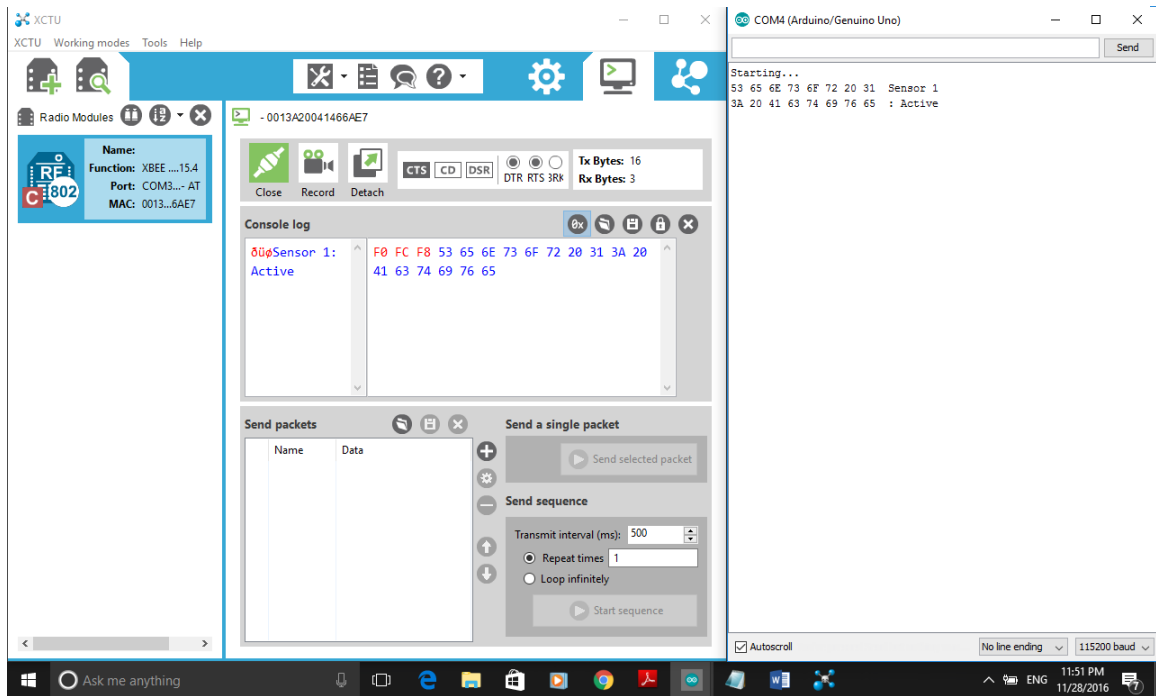 XCTU
XCTU Working modes Tools Help
Radio Modules
Name:
Function: XBEE ....15.4
Port: COM3...- AT
MAC: 0013...6AE7
RF
C 802
- 0013A20041466AE7
Close Record Detach
CTS CD DSR
DTR RTS BRK
Tx Bytes: 16
Rx Bytes: 3
Console log
0x
ðüøSensor 1:
Active
F0 FC F8 53 65 6E 73 6F 72 20 31 3A 20
41 63 74 69 76 65
Send packets
Name Data
Send a single packet
Send selected packet
Send sequence
Transmit interval (ms): 500
Repeat times 1
Loop infinitely
Start sequence
COM4 (Arduino/Genuino Uno)
Send
Starting...
53 65 6E 73 6F 72 20 31 Sensor 1
3A 20 41 63 74 69 76 65 : Active
Autoscroll
No line ending
115200 baud
Ask me anything
ENG
11:51 PM
11/28/2016
7